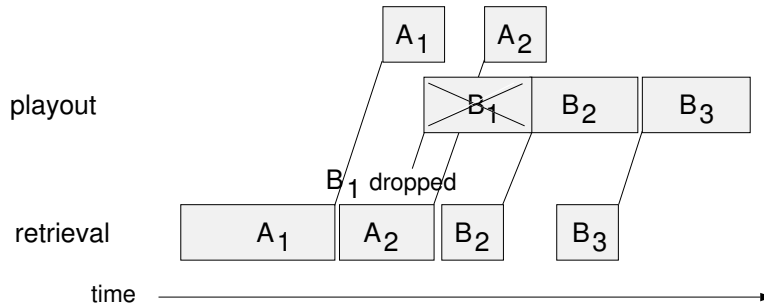 A1 A2
playout B1 B2 B3
B1 dropped
retrieval A1 A2 B2 B3
time